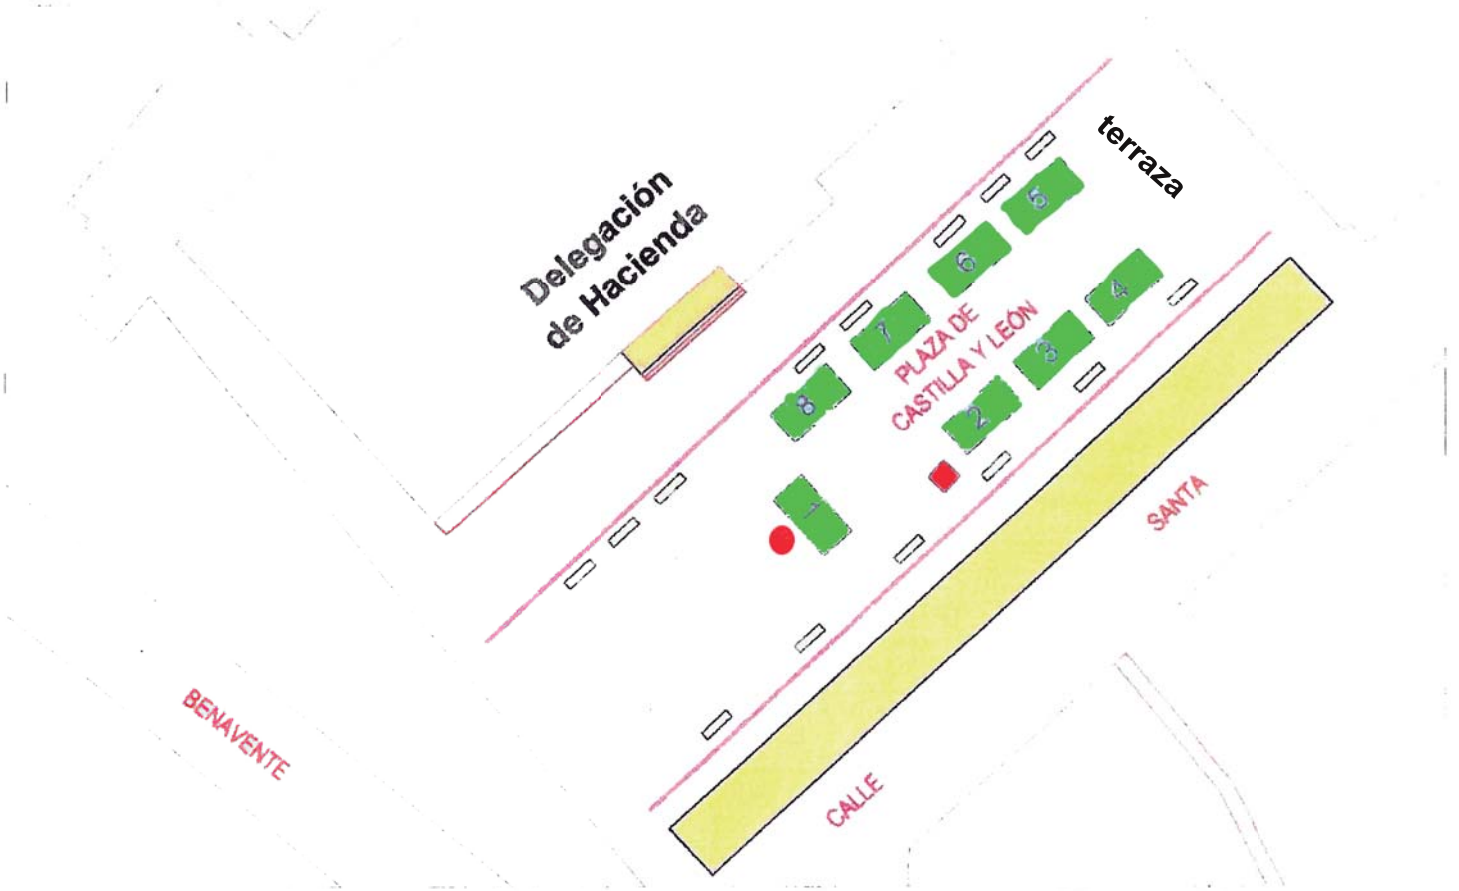 terraza
Delegación
de Hacienda
5
6
4
7
PLAZA DE
CASTILLA Y LEÓN
3
8
2
1
SANTA
BENAVENTE
CALLE